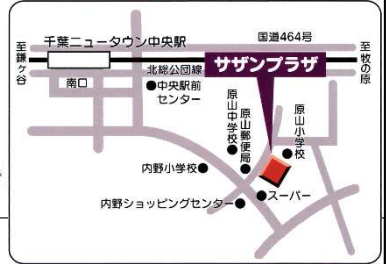 至鎌ヶ谷
千葉ニュータウン中央駅
国道464号
至牧の原
サザンプラザ
北総公団線
南口
中央駅前
センター
原山中学校
原山郵便局
原山小学校
内野小学校
スーパー
内野ショッピングセンター